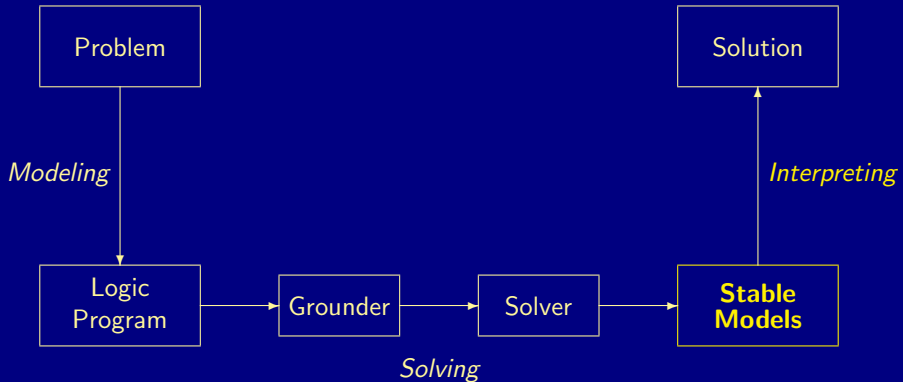 Problem
Solution
Modeling
Interpreting
Logic
Program
Grounder
Solver
Stable
Models
Solving